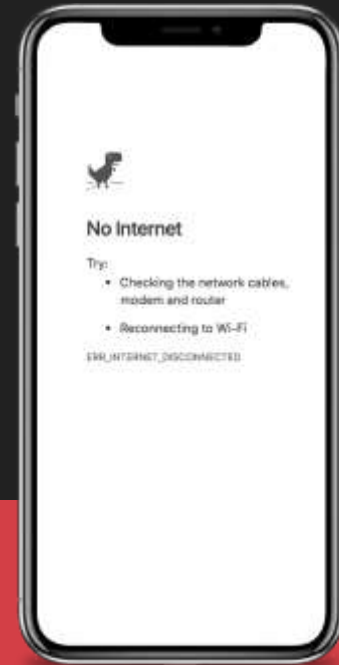 No Internet
Try:
• Checking the network cables,
modem and router
• Reconnecting to Wi-Fi
ERR_INTERNET_DISCONNECTED